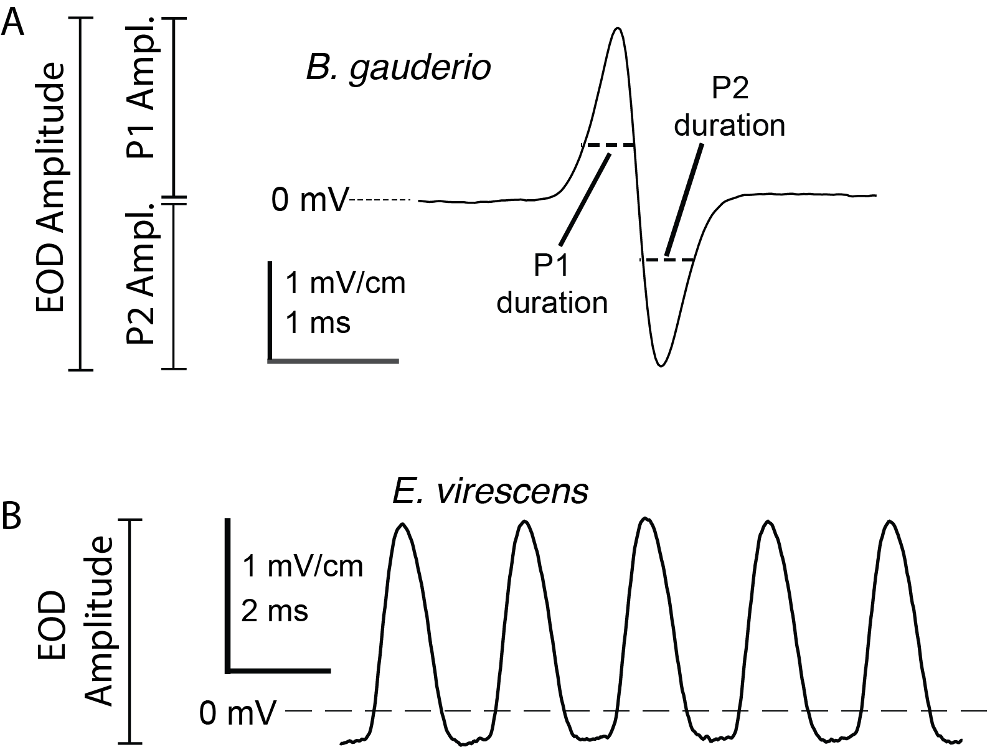 A
EOD Amplitude
P1 Ampl.
P2 Ampl.
B. gauderio
P2
duration
0 mV
P1
duration
1 mV/cm
1 ms
E. virescens
B
EOD
Amplitude
1 mV/cm
2 ms
0 mV